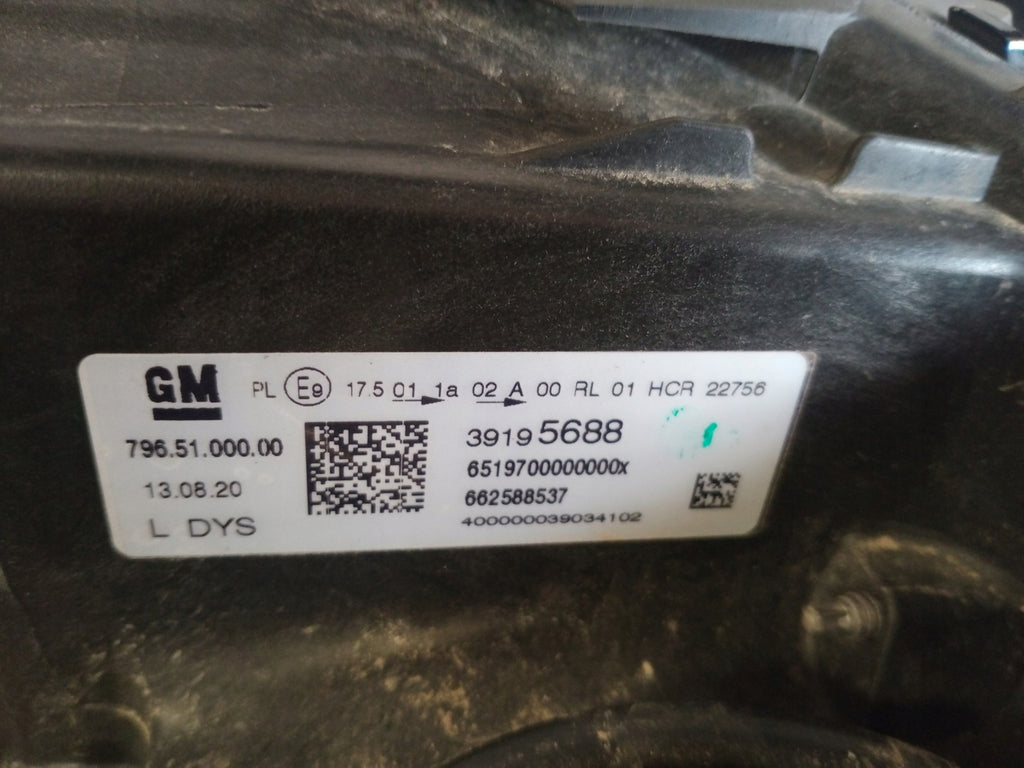 GM
PL E9 17.5 01 1a 02 A 00 RL 01 HCR 22756
796.51.000.00
13.08.20
L DYS
39195688
6519700000000x
662588537
400000039034102